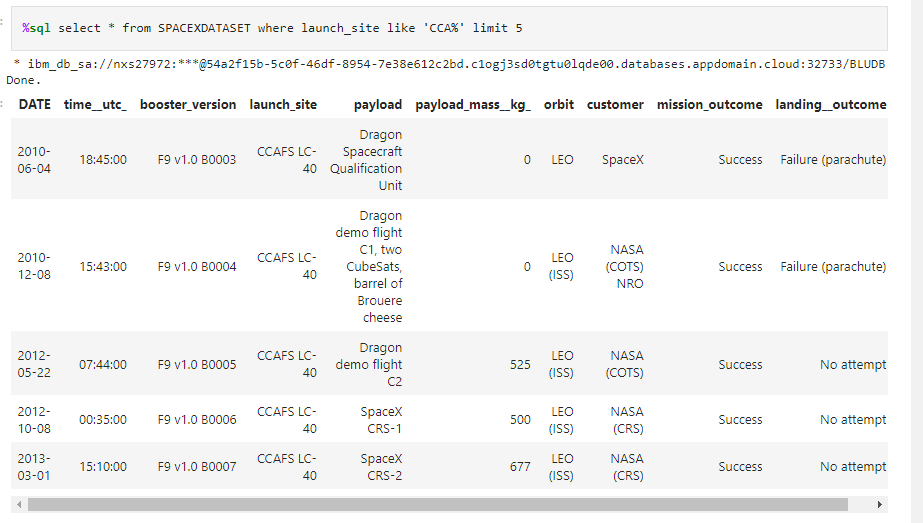 %sql select * from SPACEXDATASET where launch_site like 'CCA%' limit 5
* ibm_db_sa://nxs27972:***@54a2f15b-5c0f-46df-8954-7e38e612c2bd.c1ogj3sd0tgtu0lqde00.databases.appdomain.cloud:32733/BLUDB
Done.
DATE time__utc_ booster_version launch_site payload payload_mass__kg_ orbit customer mission_outcome landing__outcome
2010-06-04 18:45:00 F9 v1.0 B0003 CCAFS LC-40 Dragon Spacecraft Qualification Unit 0 LEO SpaceX Success Failure (parachute)
2010-12-08 15:43:00 F9 v1.0 B0004 CCAFS LC-40 Dragon demo flight C1, two CubeSats, barrel of Brouere cheese 0 LEO (ISS) NASA (COTS) NRO Success Failure (parachute)
2012-05-22 07:44:00 F9 v1.0 B0005 CCAFS LC-40 Dragon demo flight C2 525 LEO (ISS) NASA (COTS) Success No attempt
2012-10-08 00:35:00 F9 v1.0 B0006 CCAFS LC-40 SpaceX CRS-1 500 LEO (ISS) NASA (CRS) Success No attempt
2013-03-01 15:10:00 F9 v1.0 B0007 CCAFS LC-40 SpaceX CRS-2 677 LEO (ISS) NASA (CRS) Success No attempt